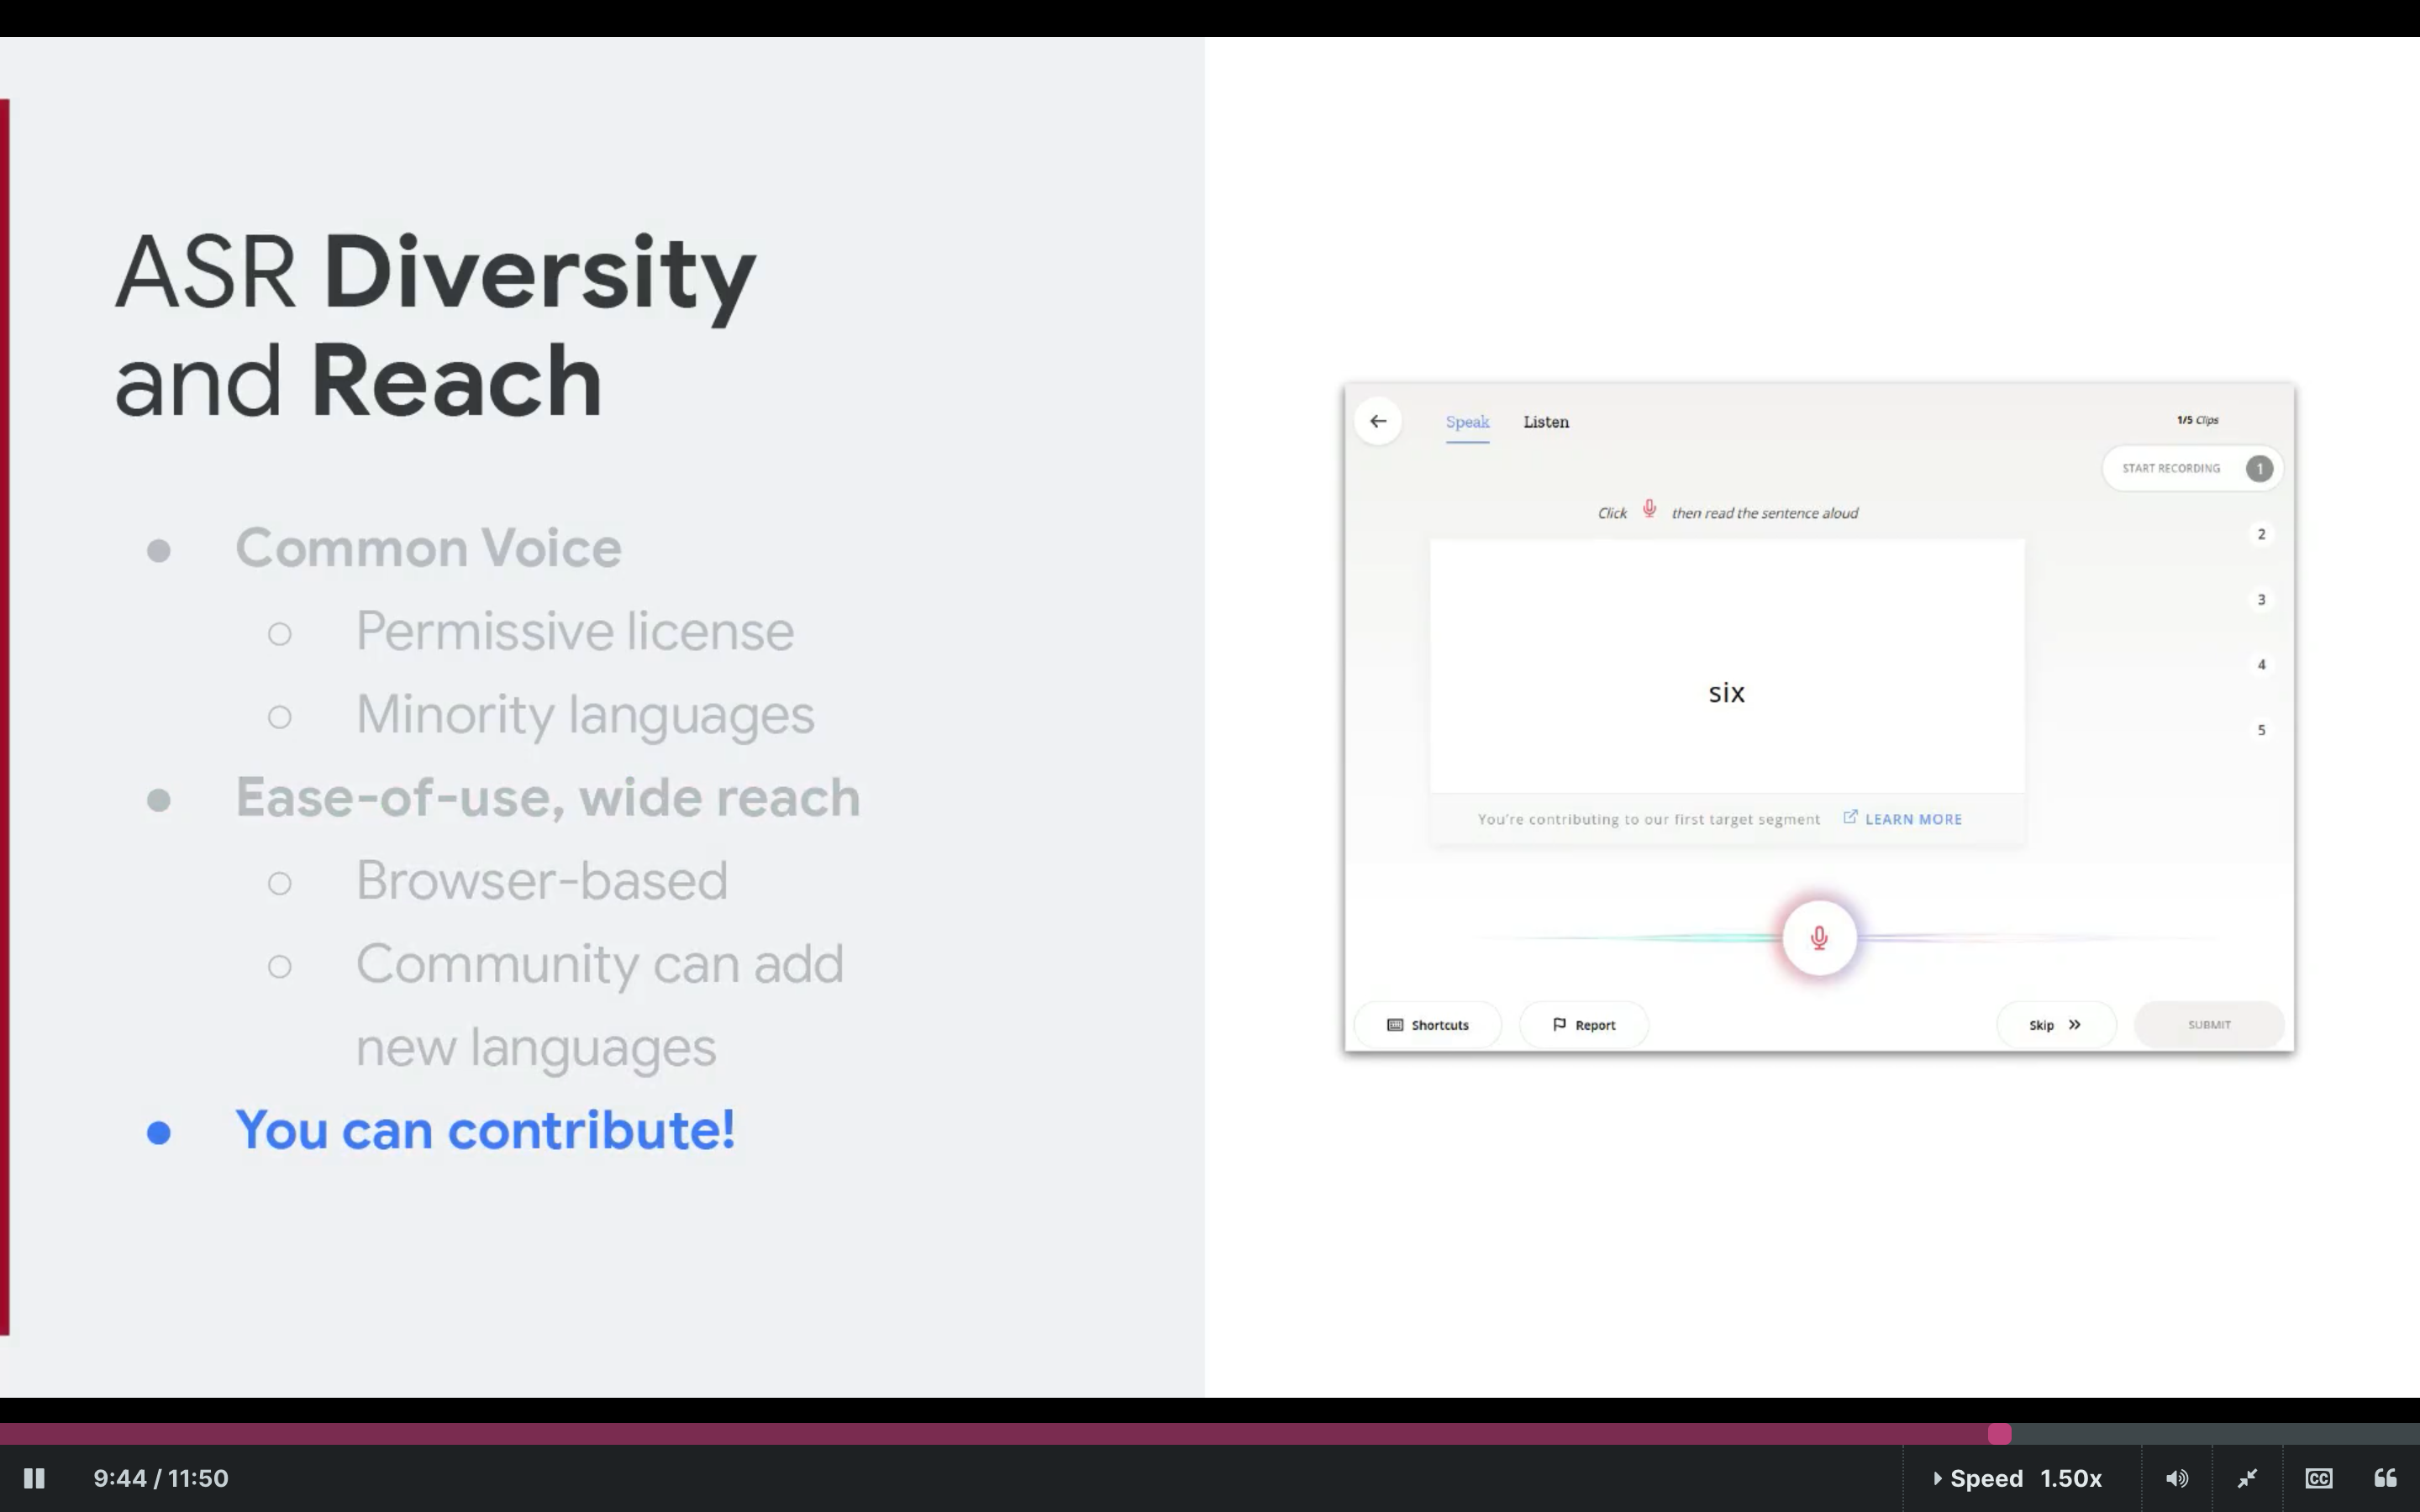 ASR Diversity
and Reach
● Common Voice
○ Permissive license
○ Minority languages
● Ease-of-use, wide reach
○ Browser-based
○ Community can add
new languages
● You can contribute!
Speak Listen
1/5 Clips
START RECORDING 1
Click then read the sentence aloud
2
3
4
5
six
You're contributing to our first target segment LEARN MORE
Shortcuts Report Skip SUBMIT
9:44 / 11:50 Speed 1.50x CC